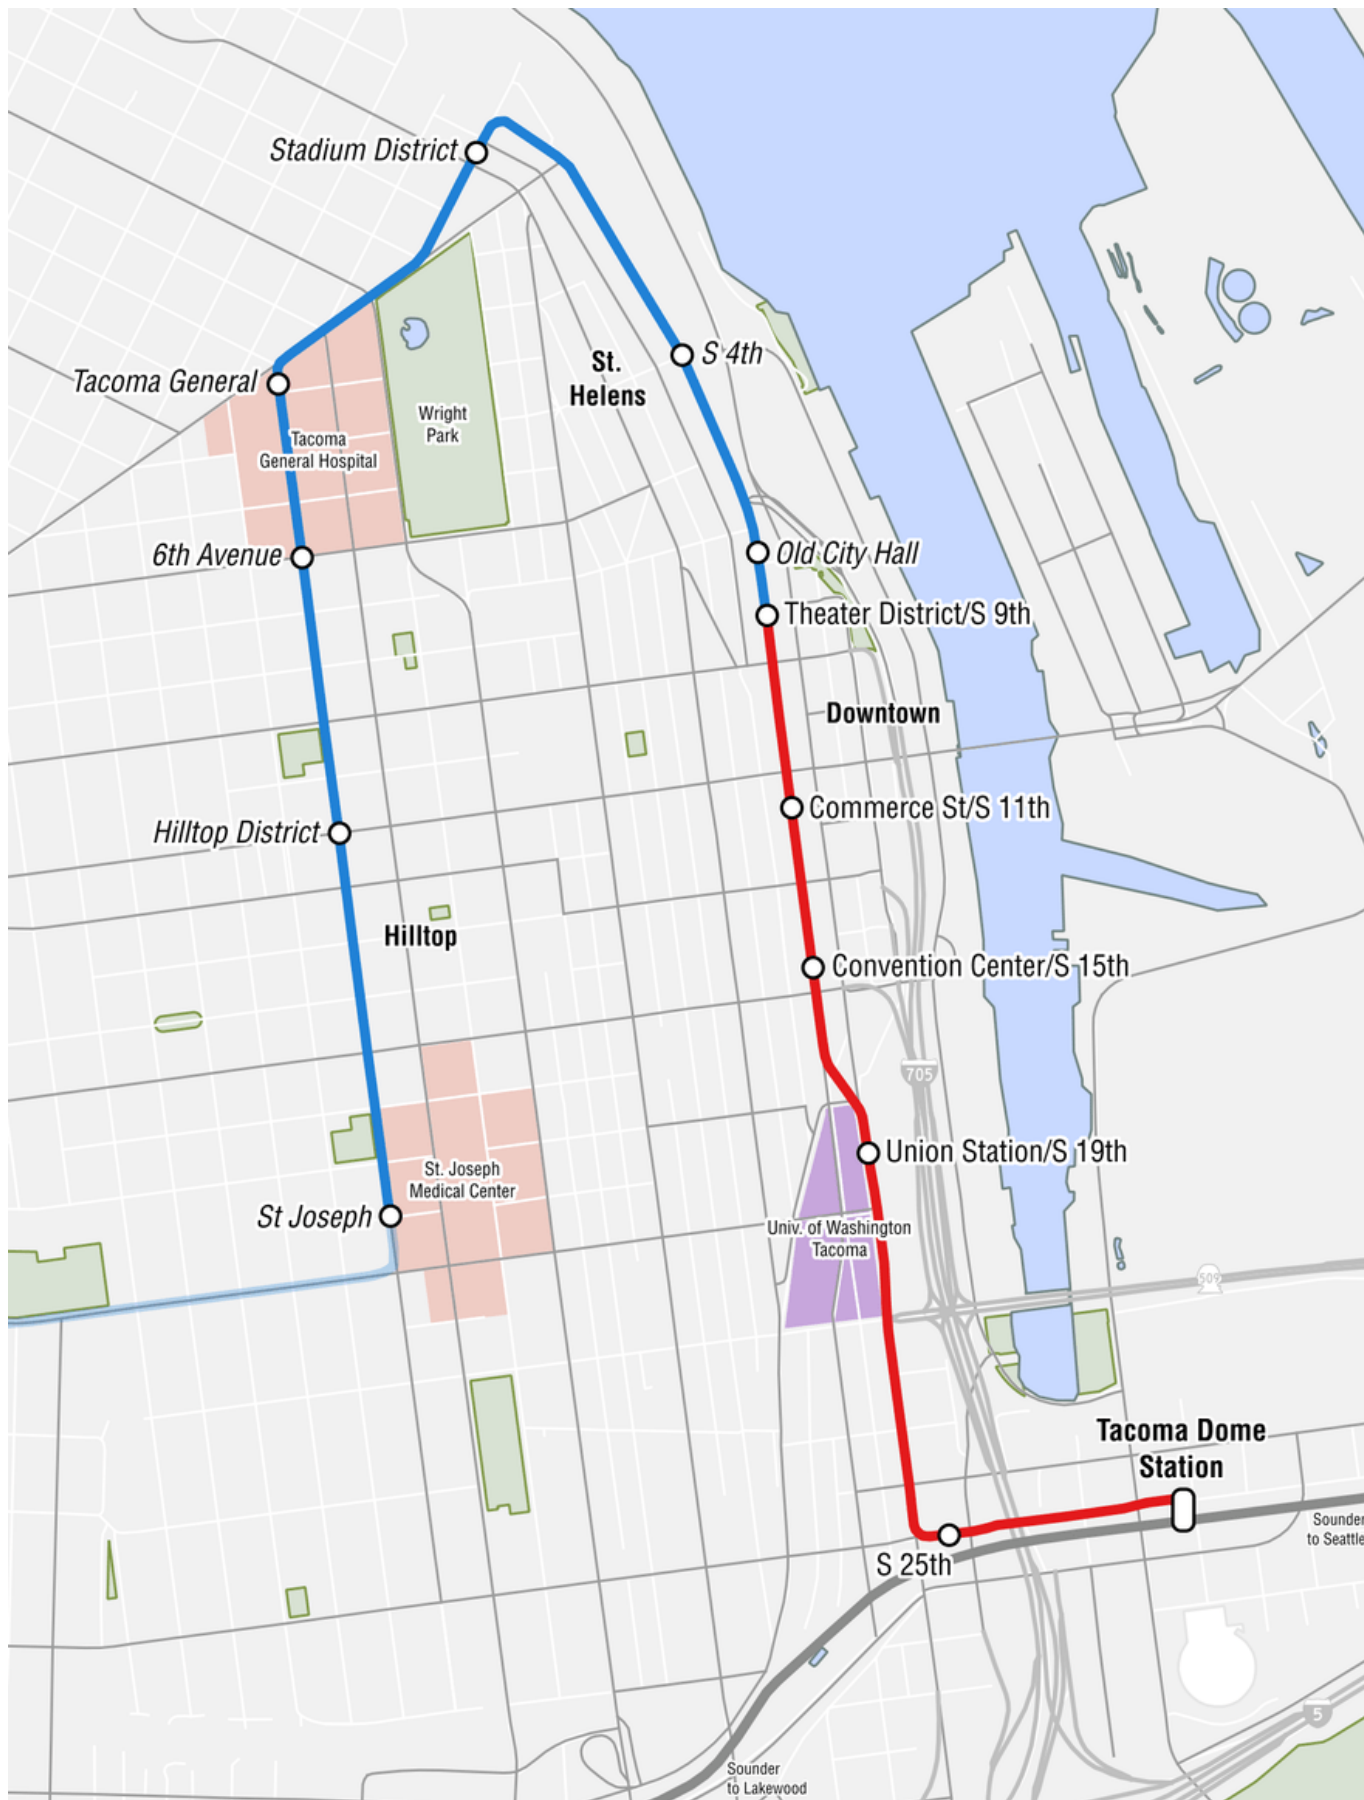 Stadium District
S 4th
St.
Helens
Tacoma General
Wright
Park
Tacoma
General Hospital
6th Avenue
Old City Hall
Theater District/S 9th
Downtown
Commerce St/S 11th
Hilltop District
Hilltop
Convention Center/S 15th
705
Union Station/S 19th
St. Joseph
Medical Center
St Joseph
Univ. of Washington
Tacoma
509
Tacoma Dome
Station
Sounder
to Seattle
S 25th
5
Sounder
to Lakewood